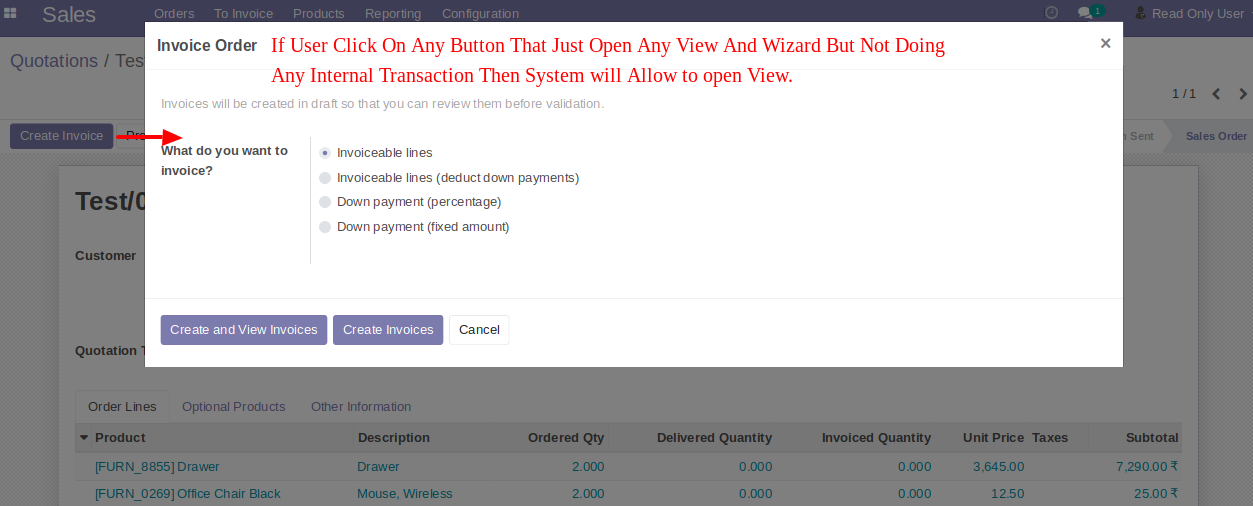 Sales Orders To Invoice Products Reporting Configuration 1 Read Only User
Invoice Order If User Click On Any Button That Just Open Any View And Wizard But Not Doing ×
Any Internal Transaction Then System will Allow to open View.
Quotations /
Invoices will be created in draft so that you can review them before validation.
1 / 1
Create Invoice
Sent Sales Order
What do you want to
invoice?
Invoiceable lines
Invoiceable lines (deduct down payments)
Down payment (percentage)
Down payment (fixed amount)
Test/0
Customer
Create and View Invoices Create Invoices Cancel
Quotation T
Order Lines Optional Products Other Information
Product Description Ordered Qty Delivered Quantity Invoiced Quantity Unit Price Taxes Subtotal
[FURN_8855] Drawer Drawer 2.000 0.000 0.000 3,645.00 7,290.00 ₹
[FURN_0269] Office Chair Black Mouse, Wireless 2.000 0.000 0.000 12.50 25.00 ₹